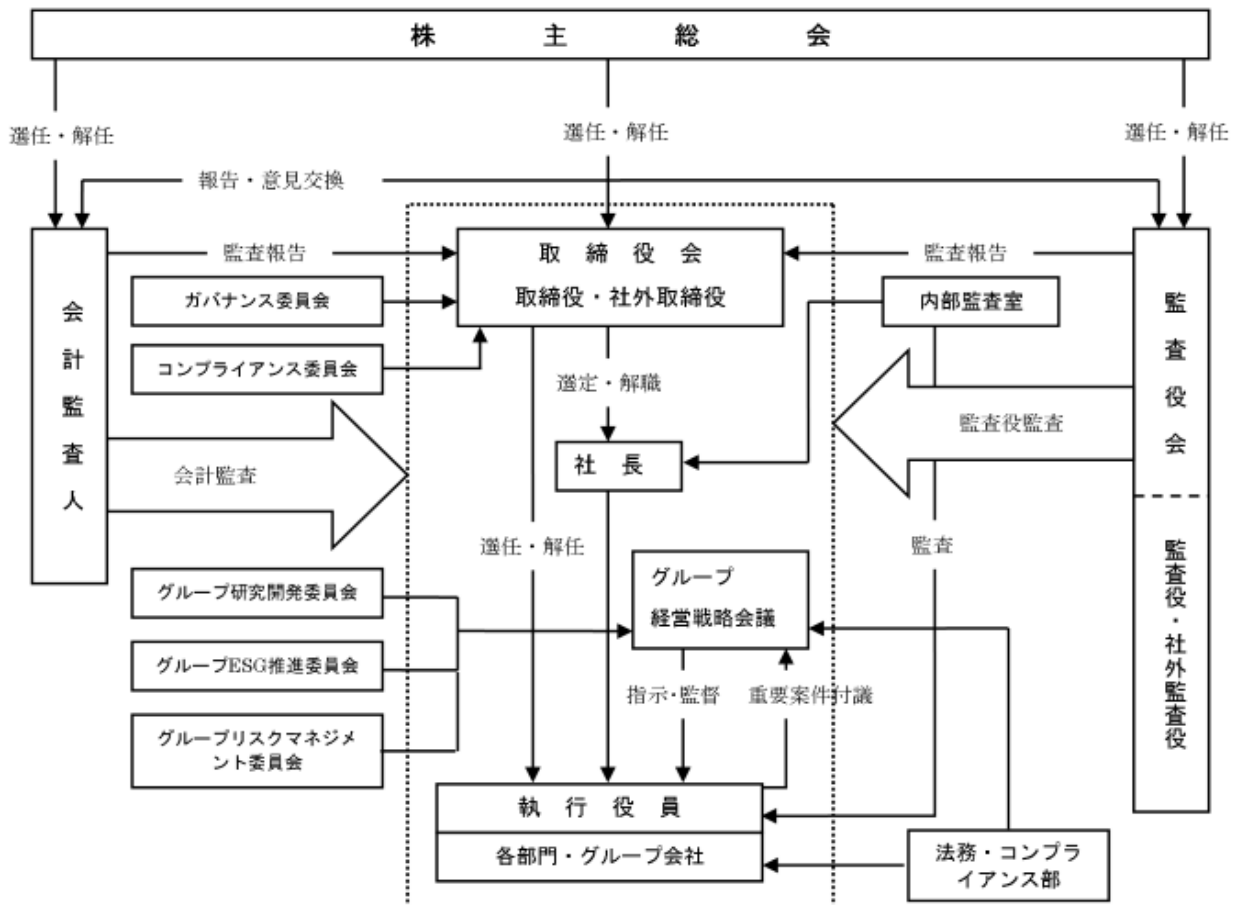 株主総会
選任・解任
選任・解任
選任・解任
報告・意見交換
会計監査人
監査報告
取締役会
取締役・社外取締役
監査報告
監査役会
監査役・社外監査役
ガバナンス委員会
内部監査室
コンプライアンス委員会
選定・解職
監査役監査
社長
会計監査
選任・解任
監査
グループ
経営戦略会議
グループ研究開発委員会
グループESG推進委員会
指示・監督
重要案件付議
グループリスクマネジメ
ント委員会
執行役員
各部門・グループ会社
法務・コンプラ
イアンス部